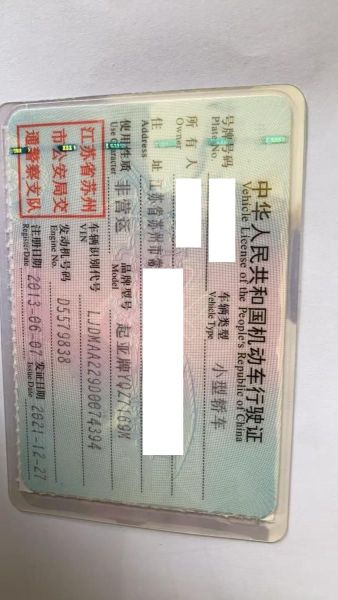 中华人民共和国机动车行驶证
Vehicle License of the People's Republic of China
号牌号码 车辆类型 小型轿车
Plate No. Vehicle Type
所有人
Owner
住址 江苏省苏州市常
Address
使用性质 非营运 品牌型号 起亚牌YQZ7169M
Use Character Model
江苏省苏州
市公安局交
通警察支队
车辆识别代号 LJDMAA229D0074394
VIN
发动机号码 D5579838
Engine No.
注册日期 2013-06-07 发证日期 2021-12-27
Register Date Issue Date